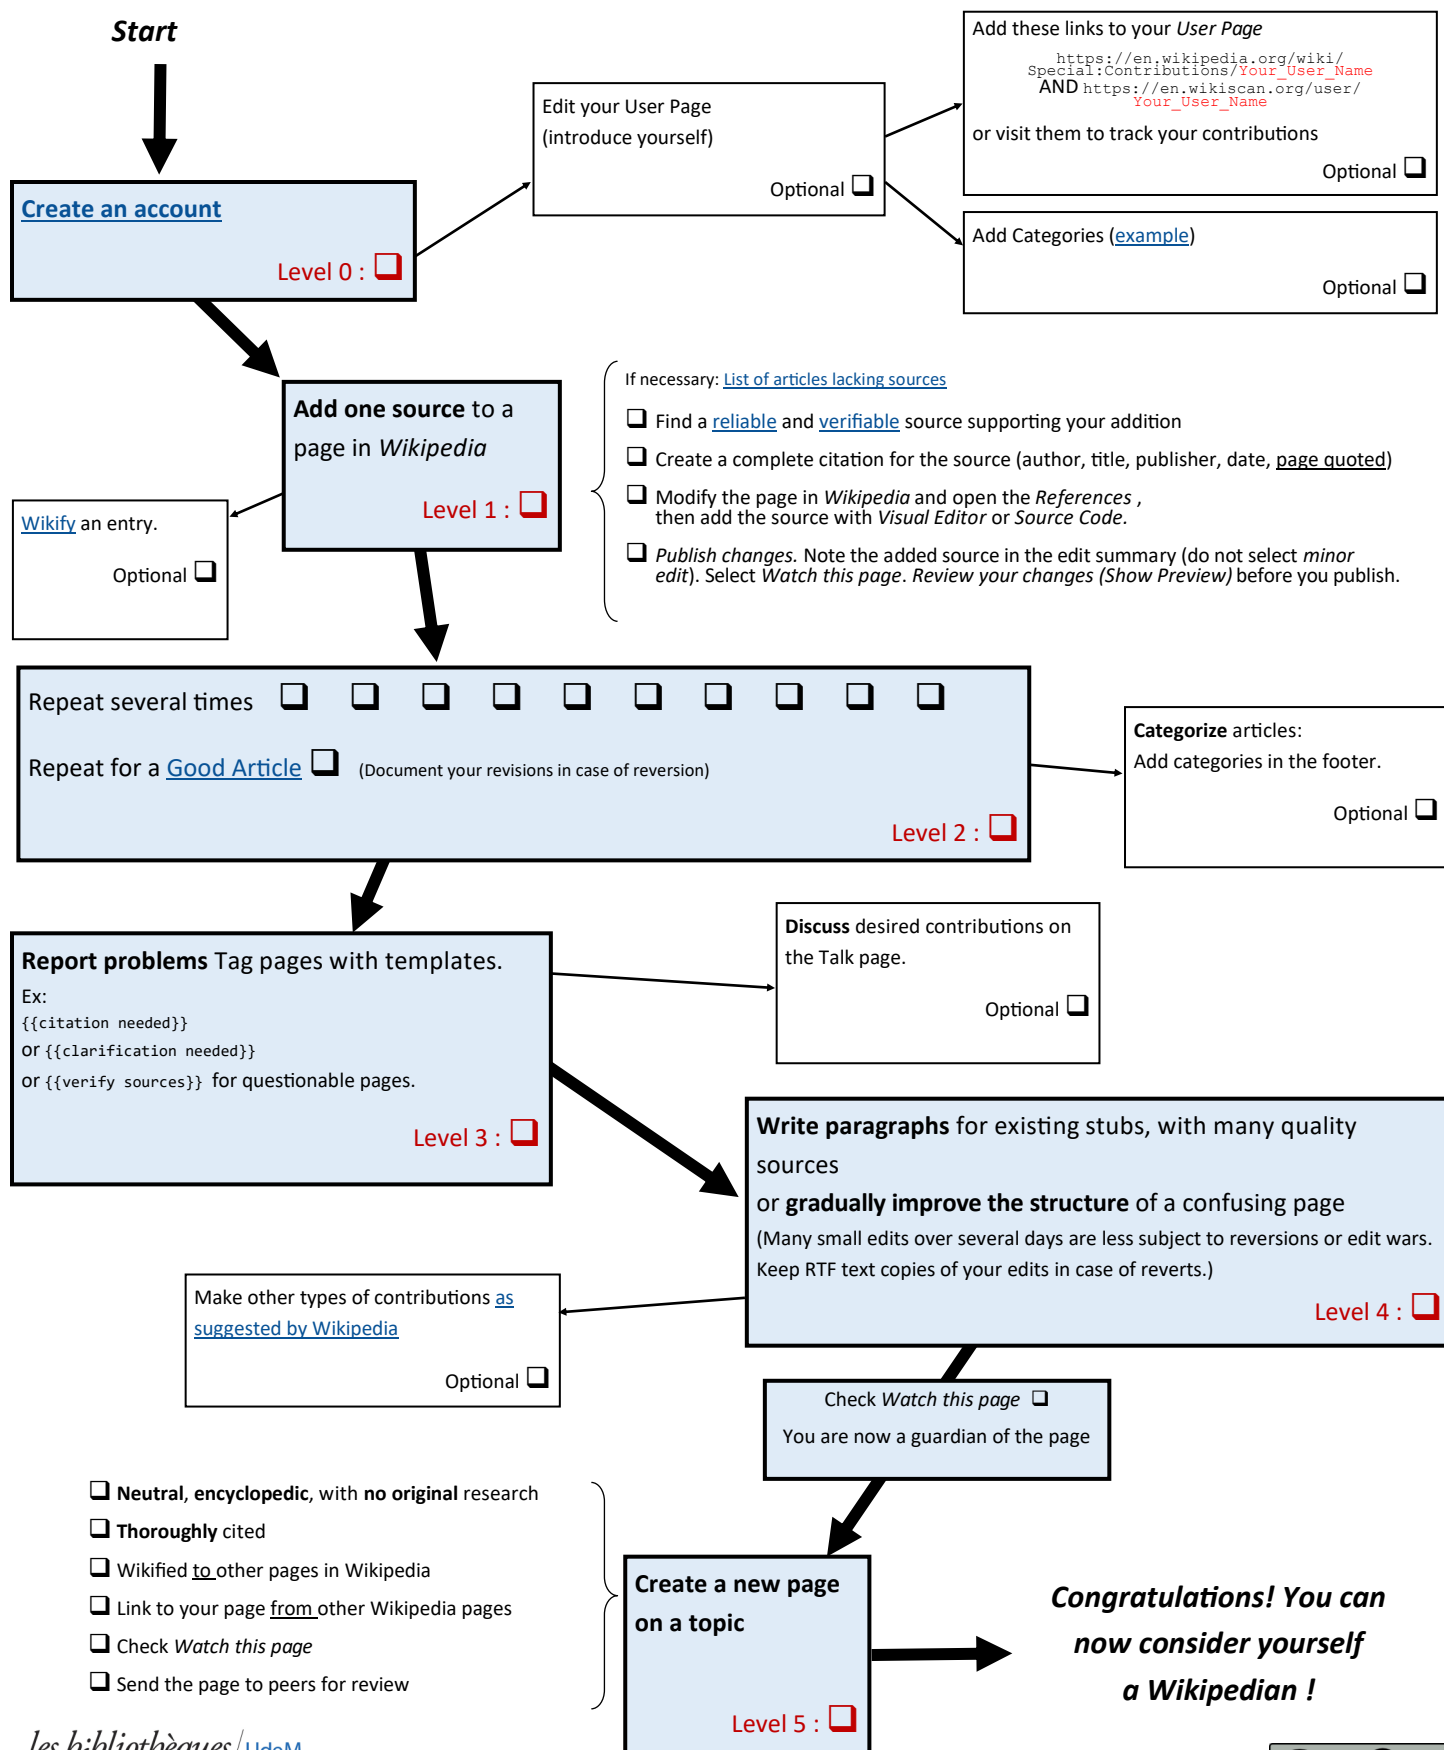 Start
Create an account
Level 0 : ❑
Edit your User Page
(introduce yourself)
Optional ❑
Add these links to your User Page
https://en.wikipedia.org/wiki/
Special:Contributions/Your_User_Name
AND https://en.wikiscan.org/user/
Your_User_Name
or visit them to track your contributions
Optional ❑
Add Categories (example)
Optional ❑
Add one source to a
page in Wikipedia
Level 1 : ❑
If necessary: List of articles lacking sources
❑ Find a reliable and verifiable source supporting your addition
❑ Create a complete citation for the source (author, title, publisher, date, page quoted)
❑ Modify the page in Wikipedia and open the References ,
then add the source with Visual Editor or Source Code.
❑ Publish changes. Note the added source in the edit summary (do not select minor
edit). Select Watch this page. Review your changes (Show Preview) before you publish.
Wikify an entry.
Optional ❑
Repeat several times ❑ ❑ ❑ ❑ ❑ ❑ ❑ ❑ ❑ ❑
Repeat for a Good Article ❑ (Document your revisions in case of reversion)
Level 2 : ❑
Categorize articles:
Add categories in the footer.
Optional ❑
Report problems Tag pages with templates.
Ex:
{{citation needed}}
or {{clarification needed}}
or {{verify sources}} for questionable pages.
Level 3 : ❑
Discuss desired contributions on
the Talk page.
Optional ❑
Write paragraphs for existing stubs, with many quality
sources
or gradually improve the structure of a confusing page
(Many small edits over several days are less subject to reversions or edit wars.
Keep RTF text copies of your edits in case of reverts.)
Level 4 : ❑
Make other types of contributions as
suggested by Wikipedia
Optional ❑
Check Watch this page ❑
You are now a guardian of the page
❑ Neutral, encyclopedic, with no original research
❑ Thoroughly cited
❑ Wikified to other pages in Wikipedia
❑ Link to your page from other Wikipedia pages
❑ Check Watch this page
❑ Send the page to peers for review
Create a new page
on a topic
Level 5 : ❑
Congratulations! You can
now consider yourself
a Wikipedian !
les bibliothèques/UdeM